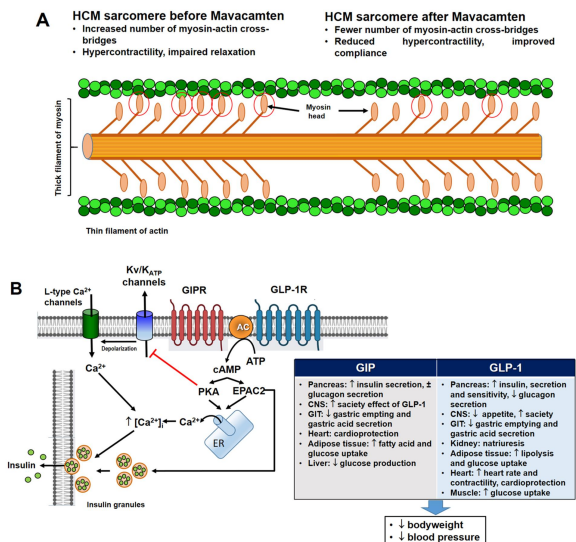 A
HCM sarcomere before Mavacamten
• Increased number of myosin-actin cross-
bridges
• Hypercontractility, impaired relaxation
HCM sarcomere after Mavacamten
• Fewer number of myosin-actin cross-bridges
• Reduced hypercontractility, improved
compliance
Thick filament of myosin
Myosin
head
Thin filament of actin
B
L-type Ca²⁺
channels
Kv/K_ATP
channels
GIPR
GLP-1R
Depolarization
AC
ATP
cAMP
Ca²⁺
PKA
EPAC2
↑ [Ca²⁺]i
Ca²⁺
ER
Insulin
Insulin granules
GIP
• Pancreas: ↑ insulin secretion, ±
glucagon secretion
• CNS: ↑ saciety effect of GLP-1
• GIT: ↓ gastric empting and
gastric acid secretion
• Heart: cardioprotection
• Adipose tissue: ↑ fatty acid and
glucose uptake
• Liver: ↓ glucose production
GLP-1
• Pancreas: ↑ insulin, secretion
and sensitivity, ↓ glucagon
secretion
• CNS: ↓ appetite, ↑ saciety
• GIT: ↓ gastric emptying and
gastric acid secretion
• Kidney: natriuresis
• Adipose tissue: ↑ lipolysis
and glucose uptake
• Heart: ↑ heart rate and
contractility, cardioprotection
• Muscle: ↑ glucose uptake
• ↓ bodyweight
• ↓ blood pressure